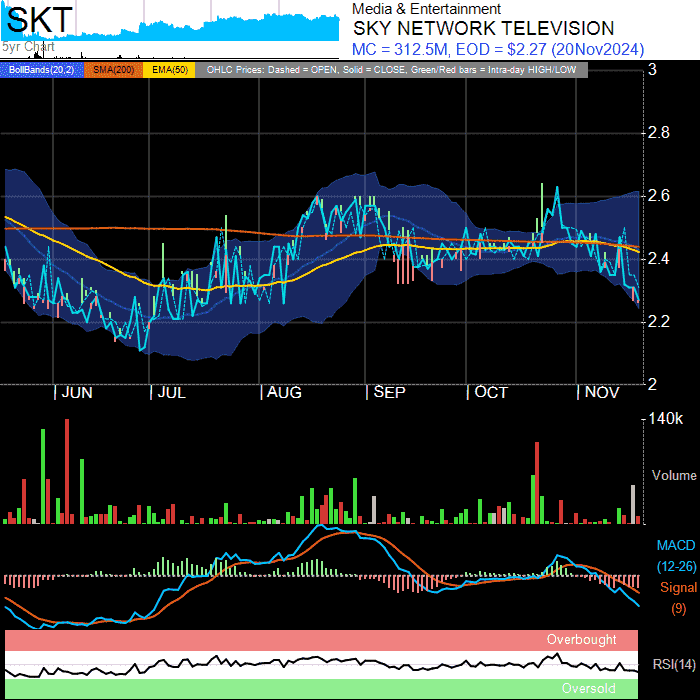 SKT
5yr Chart
Media & Entertainment
SKY NETWORK TELEVISION
MC = 312.5M, EOD = $2.27 (20Nov2024)
BollBands(20,2) SMA(200) EMA(50) OHLC Prices: Dashed = OPEN, Solid = CLOSE, Green/Red bars = Intra-day HIGH/LOW
3
2.8
2.6
2.4
2.2
2
JUN JUL AUG SEP OCT NOV
140k
Volume
MACD
(12-26)
Signal
(9)
Overbought
RSI(14)
Oversold